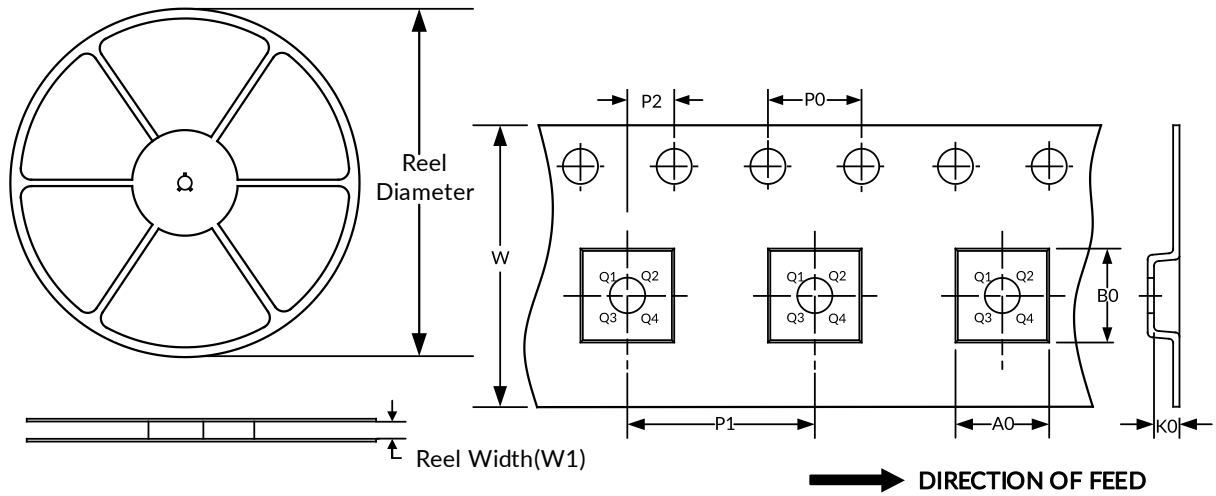 Reel
Diameter
Reel Width(W1)
P2
P0
W
Q1 Q2
Q3 Q4
Q1 Q2
Q3 Q4
Q1 Q2
Q3 Q4
B0
P1
A0
K0
DIRECTION OF FEED